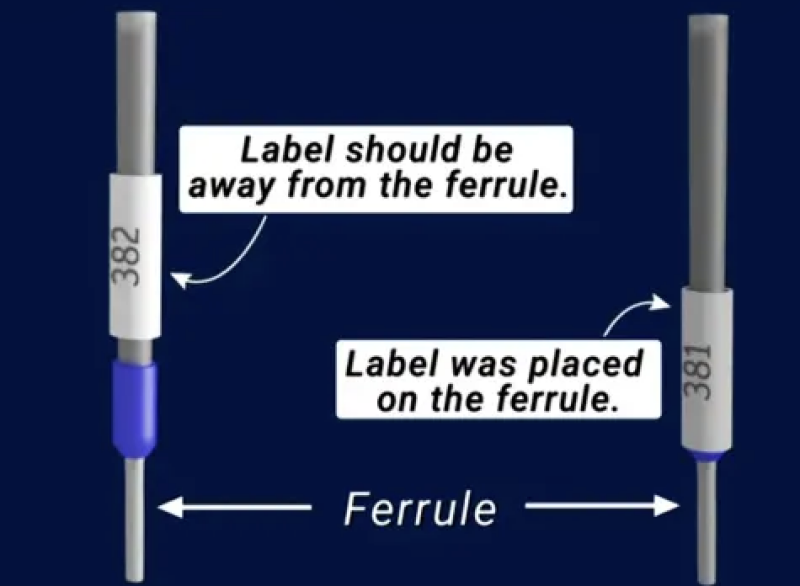 Label should be
away from the ferrule.
382
Label was placed
on the ferrule.
381
Ferrule